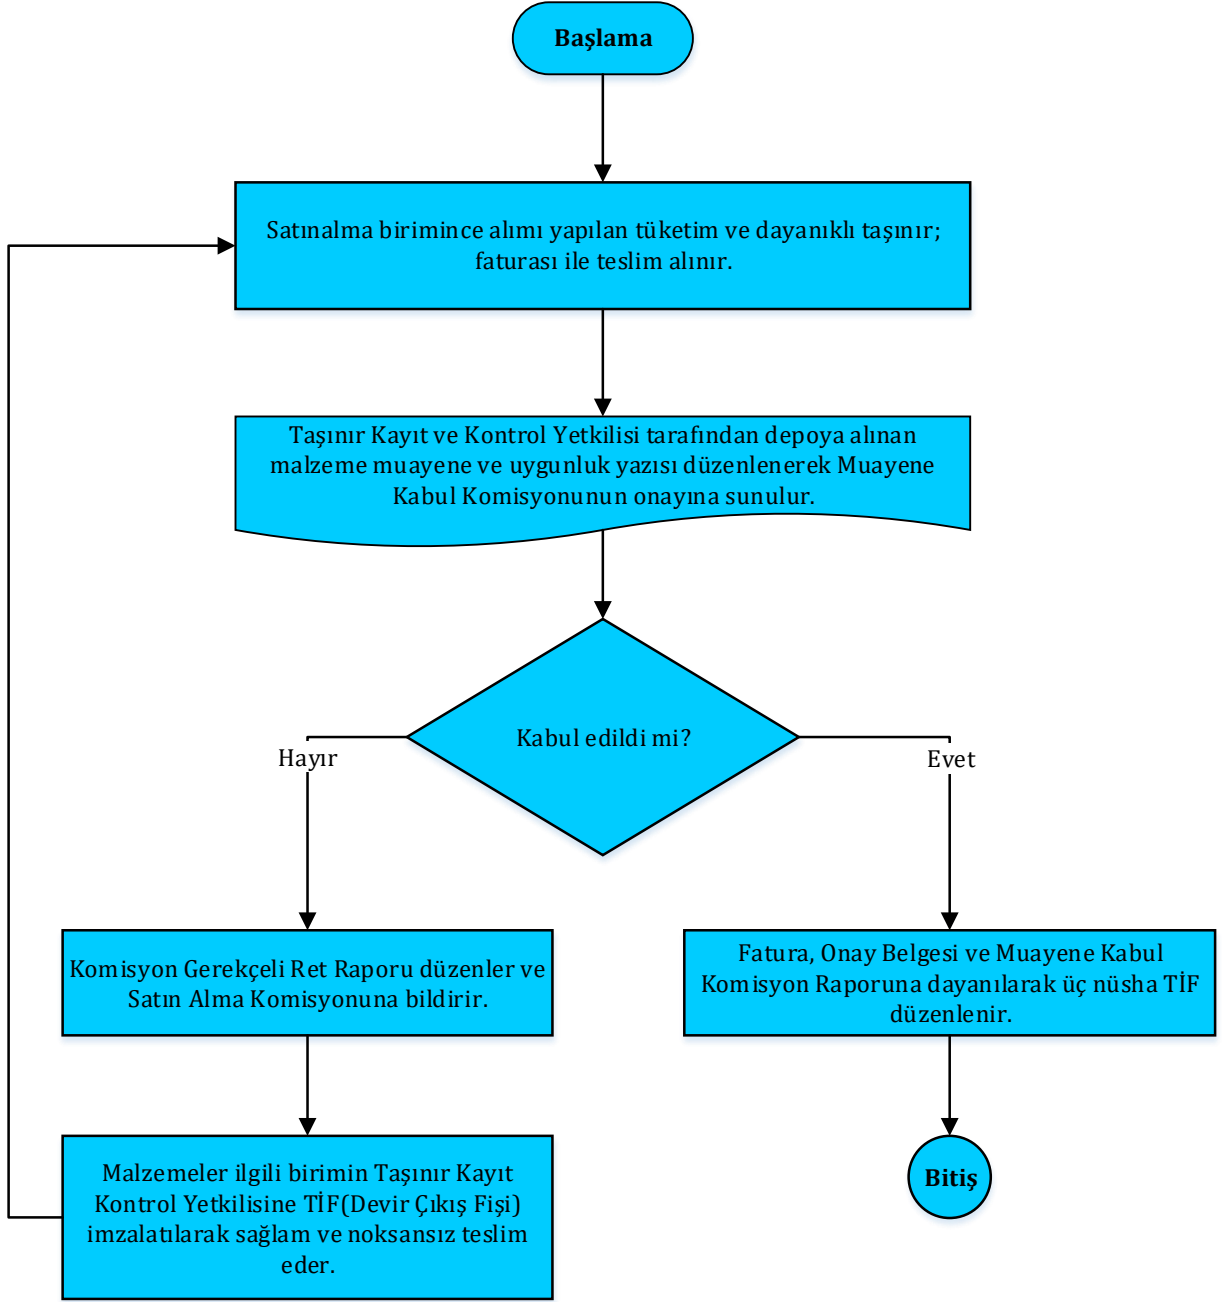 Başlama
Satınalma birimince alımı yapılan tüketim ve dayanıklı taşınır;
faturası ile teslim alınır.
Taşınır Kayıt ve Kontrol Yetkilisi tarafından depoya alınan
malzeme muayene ve uygunluk yazısı düzenlenerek Muayene
Kabul Komisyonunun onayına sunulur.
Kabul edildi mi?
Hayır
Evet
Komisyon Gerekçeli Ret Raporu düzenler ve
Satın Alma Komisyonuna bildirir.
Fatura, Onay Belgesi ve Muayene Kabul
Komisyon Raporuna dayanılarak üç nüsha TİF
düzenlenir.
Malzemeler ilgili birimin Taşınır Kayıt
Kontrol Yetkilisine TİF(Devir Çıkış Fişi)
imzalatılarak sağlam ve noksansız teslim
eder.
Bitiş